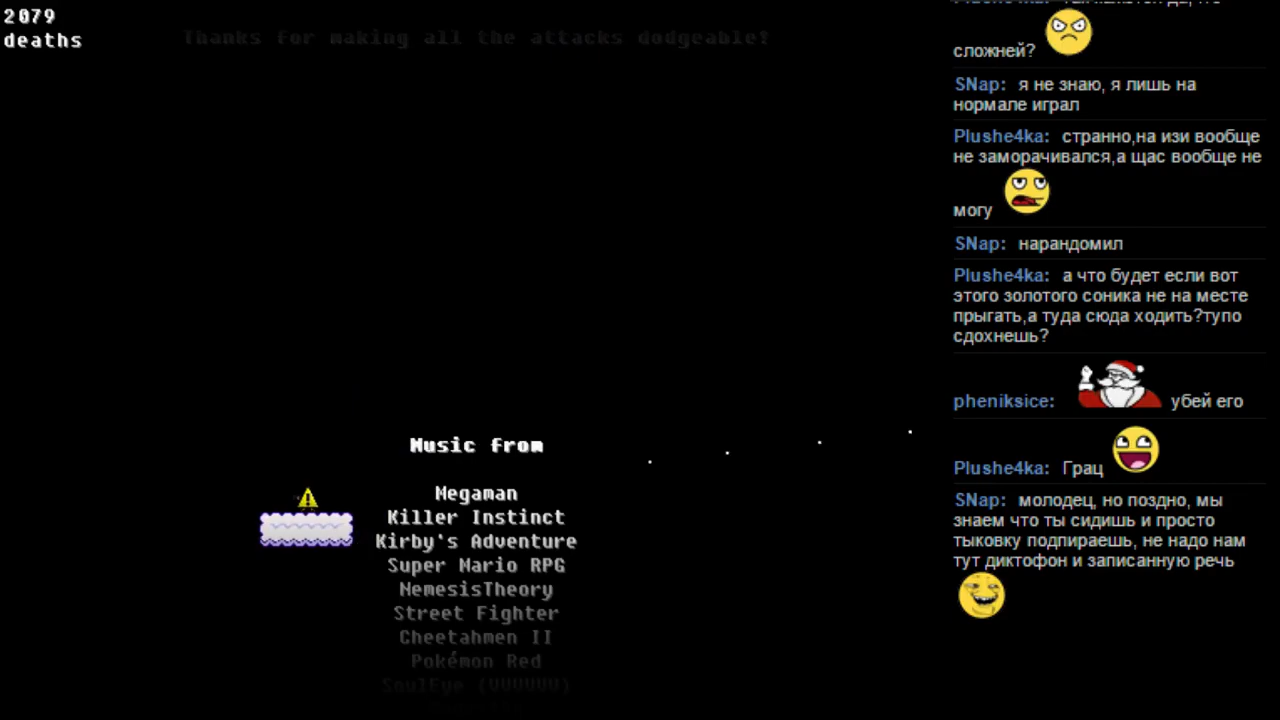 2079
deaths
Thanks for making all the attacks dodgeable!
Music from
Megaman
Killer Instinct
Kirby's Adventure
Super Mario RPG
NemesisTheory
Street Fighter
Cheetahmen II
Pokémon Red
SoulEye (VVVVVV)
сложней?
SNap: я не знаю, я лишь на
нормале играл
Plushe4ka: странно,на изи вообще
не заморачивался,а щас вообще не
могу
SNap: нарандомил
Plushe4ka: а что будет если вот
этого золотого соника не на месте
прыгать,а туда сюда ходить?тупо
сдохнешь?
pheniksice: убей его
Plushe4ka: Грац
SNap: молодец, но поздно, мы
знаем что ты сидишь и просто
тыковку подпираешь, не надо нам
тут диктофон и записанную речь